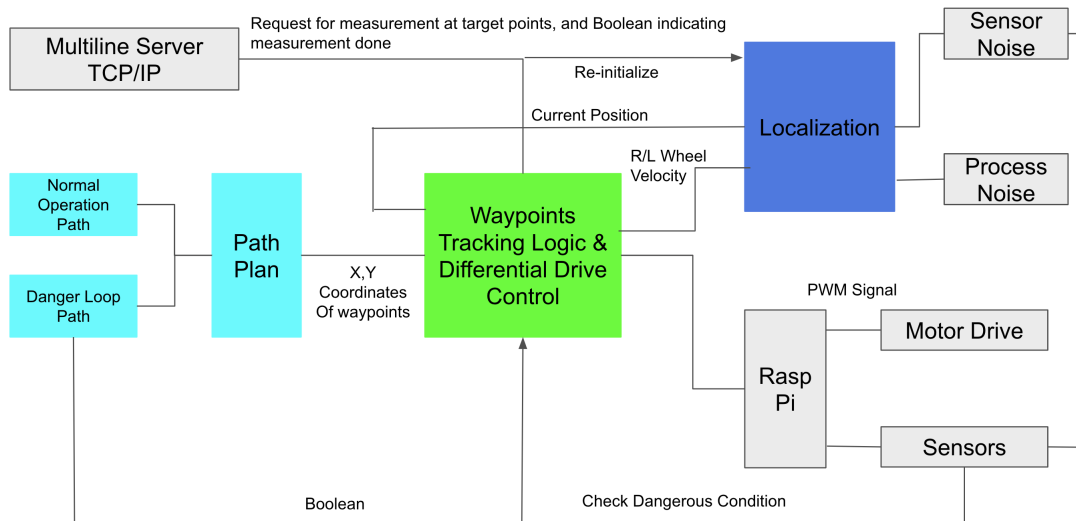 Request for measurement at target points, and Boolean indicating
measurement done
Multiline Server
TCP/IP
Sensor
Noise
Re-initialize
Current Position
Localization
R/L Wheel
Velocity
Process
Noise
Normal
Operation
Path
Path
Plan
Waypoints
Tracking Logic &
Differential Drive
Control
X,Y
Coordinates
Of waypoints
Danger Loop
Path
PWM Signal
Motor Drive
Rasp
Pi
Sensors
Boolean
Check Dangerous Condition